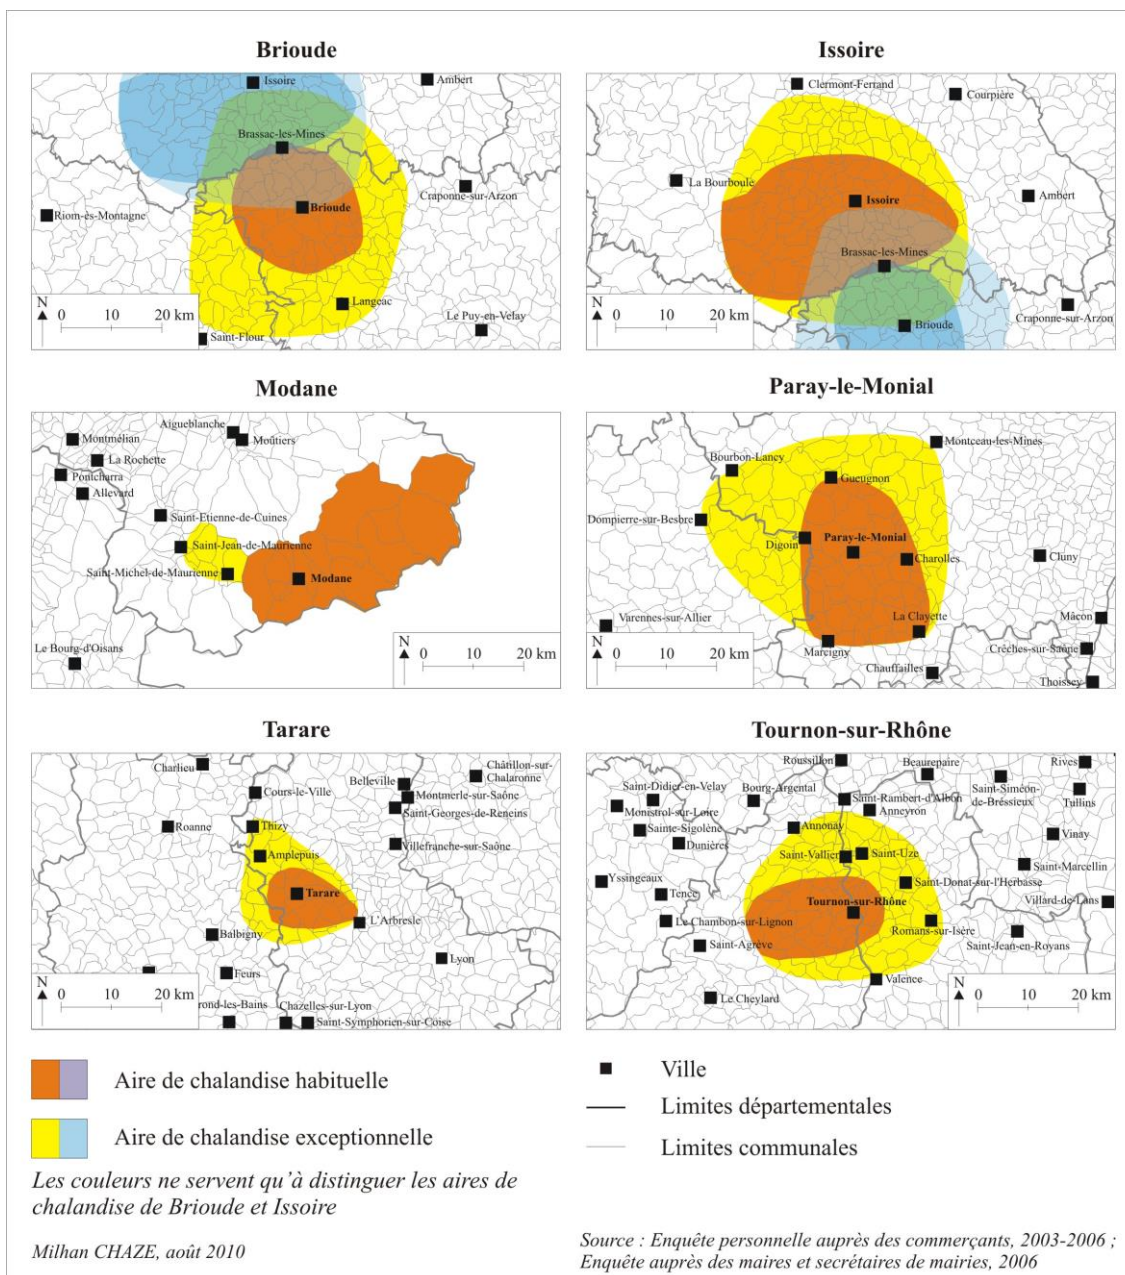 Brioude
Issoire
Ambert
Brassac-les-Mines
Craponne-sur-Arzon
Riom-ès-Montagne
Brioude
Langeac
Le Puy-en-Velay
Saint-Flour
N
0 10 20 km
Issoire
Clermont-Ferrand
Courpière
La Bourboule
Ambert
Issoire
Brassac-les-Mines
Craponne-sur-Arzon
Brioude
N
0 10 20 km
Modane
Aigueblanche
Montmélian
Moûtiers
La Rochette
Pontcharra
Allevard
Saint-Etienne-de-Cuines
Saint-Jean-de-Maurienne
Saint-Michel-de-Maurienne
Modane
Le Bourg-d'Oisans
N
0 10 20 km
Paray-le-Monial
Montceau-les-Mines
Bourbon-Lancy
Gueugnon
Dompierre-sur-Besbre
Digoin
Paray-le-Monial
Charolles
Cluny
Varennes-sur-Allier
La Clayette
Mâcon
Marcigny
Crêches-sur-Saône
Chauffailles
Thoissey
N
0 10 20 km
Tarare
Charlieu
Châtillon-sur-
Chalaronne
Belleville
Cours-le-Ville
Montmerle-sur-Saône
Saint-Georges-de-Reneins
Roanne
Thizy
Villefranche-sur-Saône
Amplepuis
Tarare
L'Arbresle
Balbigny
Lyon
Feurs
rond-les-Bains
Chazelles-sur-Lyon
Saint-Symphorien-sur-Coise
N
0 10 20 km
Tournon-sur-Rhône
Roussillon
Beaurepaire
Rives
Saint-Didier-en-Velay
Bourg-Argental
Saint-Siméon-
de-Bressieux
Tullins
Monistrol-sur-Loire
Saint-Rambert-d'Albon
Anneyron
Sainte-Sigolène
Annonay
Vinay
Dunières
Saint-Vallier
Saint-Uze
Saint-Marcellin
Yssingeaux
Saint-Donat-sur-l'Herbasse
Tence
Tournon-sur-Rhône
Villard-de-Lans
Le Chambon-sur-Lignon
Romans-sur-Isère
Saint-Agrève
Saint-Jean-en-Royans
Valence
Le Cheylard
N
0 10 20 km
Aire de chalandise habituelle
Aire de chalandise exceptionnelle
Les couleurs ne servent qu'à distinguer les aires de
chalandise de Brioude et Issoire
Milhan CHAZE, août 2010
Ville
Limites départementales
Limites communales
Source : Enquête personnelle auprès des commerçants, 2003-2006 ;
Enquête auprès des maires et secrétaires de mairies, 2006